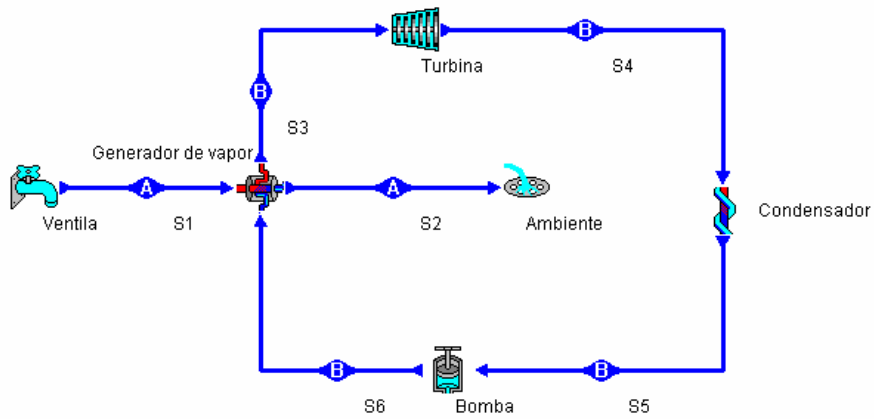 B
Turbina
S4
B
S3
Generador de vapor
A
A
Ventila
S1
S2
Ambiente
Condensador
B
B
S6
Bomba
S5